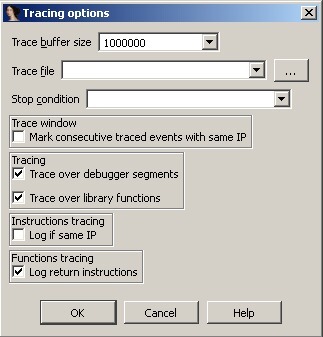 Tracing options
Trace buffer size 1000000
Trace file ...
Stop condition
Trace window
Mark consecutive traced events with same IP
Tracing
Trace over debugger segments
Trace over library functions
Instructions tracing
Log if same IP
Functions tracing
Log return instructions
OK Cancel Help